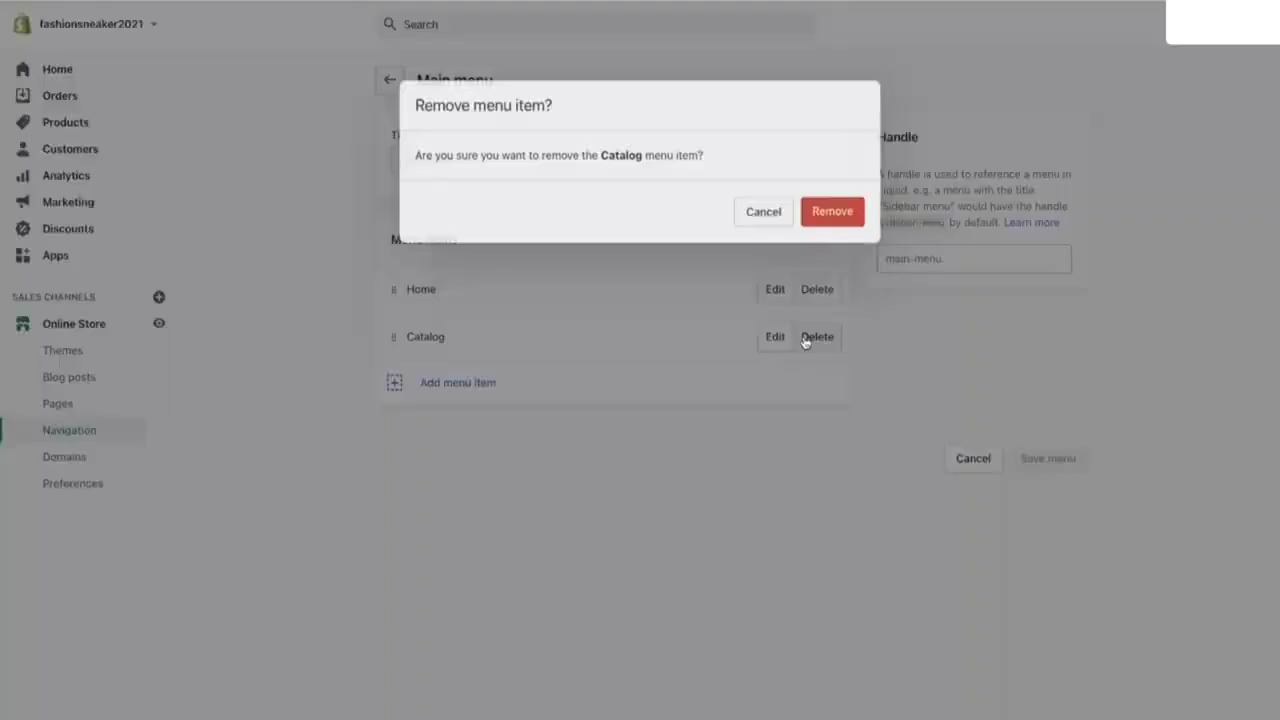 fashionsneaker2021
Search
Home
Orders
Products
Customers
Analytics
Marketing
Discounts
Apps
SALES CHANNELS
Online Store
Themes
Blog posts
Pages
Navigation
Domains
Preferences
Main menu
Remove menu item?
Are you sure you want to remove the Catalog menu item?
Cancel
Remove
Home
Edit
Delete
Catalog
Edit
Delete
Add menu item
Handle
A handle is used to reference a menu in
Liquid. e.g. a menu with the title
"Sidebar menu" would have the handle
by default. Learn more
main-menu
Cancel
Save menu